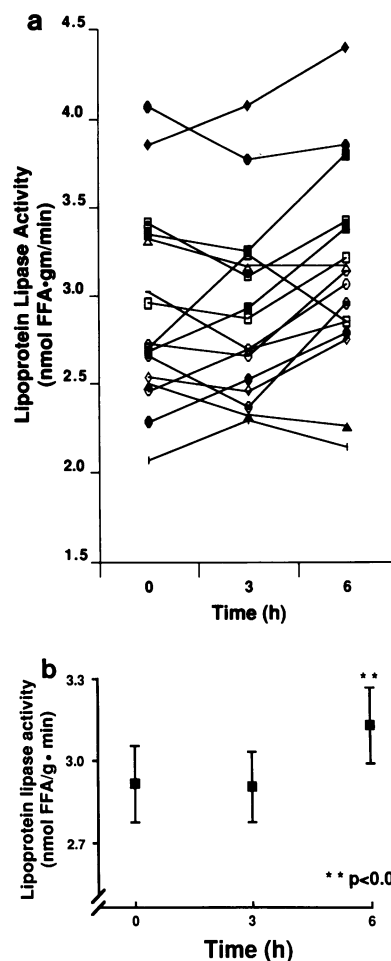 a
Lipoprotein Lipase Activity
(nmol FFA•gm/min)
4.5
4.0
3.5
3.0
2.5
2.0
1.5
0 3 6
Time (h)
b
Lipoprotein lipase activity
(nmol FFA/g • min)
3.3
3.0
2.7
**
** p<0.0
0 3 6
Time (h)